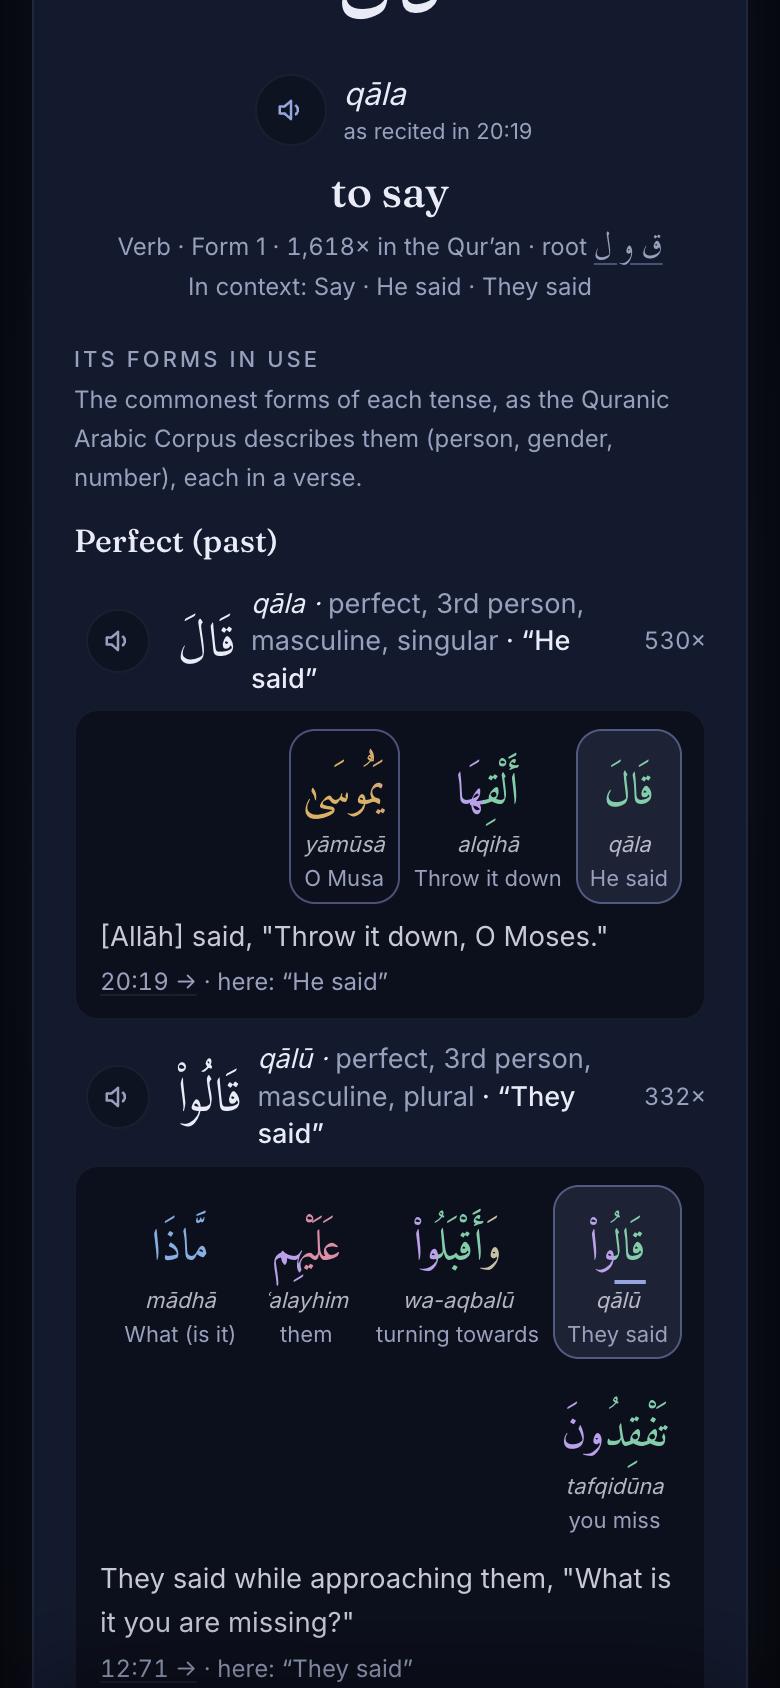 قال
qāla
as recited in 20:19
to say
Verb · Form 1 · 1,618× in the Qur’an · root ق و ل
In context: Say · He said · They said
ITS FORMS IN USE
The commonest forms of each tense, as the Quranic
Arabic Corpus describes them (person, gender,
number), each in a verse.
Perfect (past)
قَالَ qāla · perfect, 3rd person,
masculine, singular · “He 530×
said”
قَالَ أَلْقِهَا يَٰمُوسَىٰ
qāla alqihā yāmūsā
He said Throw it down O Musa
[Allāh] said, "Throw it down, O Moses."
20:19 → · here: “He said”
قَالُوا۟ qālū · perfect, 3rd person,
masculine, plural · “They 332×
said”
قَالُوا۟ وَأَقْبَلُوا۟ عَلَيْهِم مَّاذَا
qālū wa-aqbalū ʿalayhim mādhā
They said turning towards them What (is it)
تَفْقِدُونَ
tafqidūna
you miss
They said while approaching them, "What is
it you are missing?"
12:71 → · here: “They said”